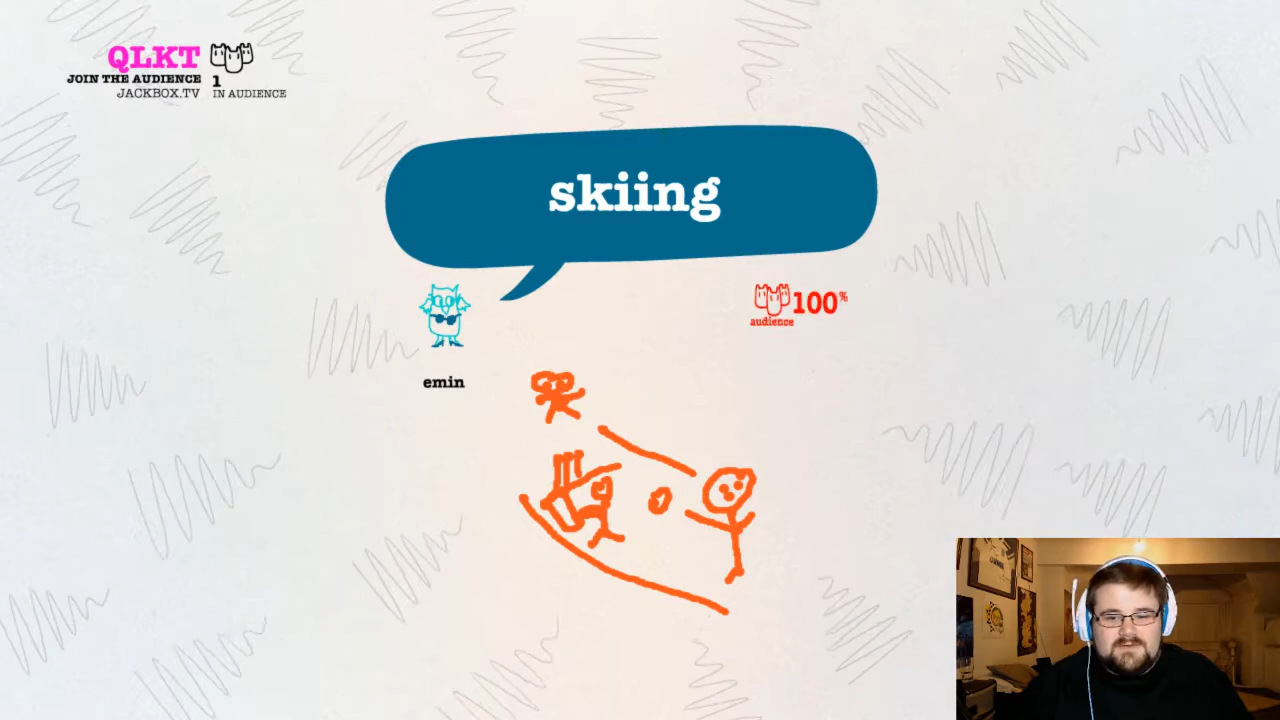 QLKT
JOIN THE AUDIENCE
JACKBOX.TV
1
IN AUDIENCE
skiing
100%
audience
emin